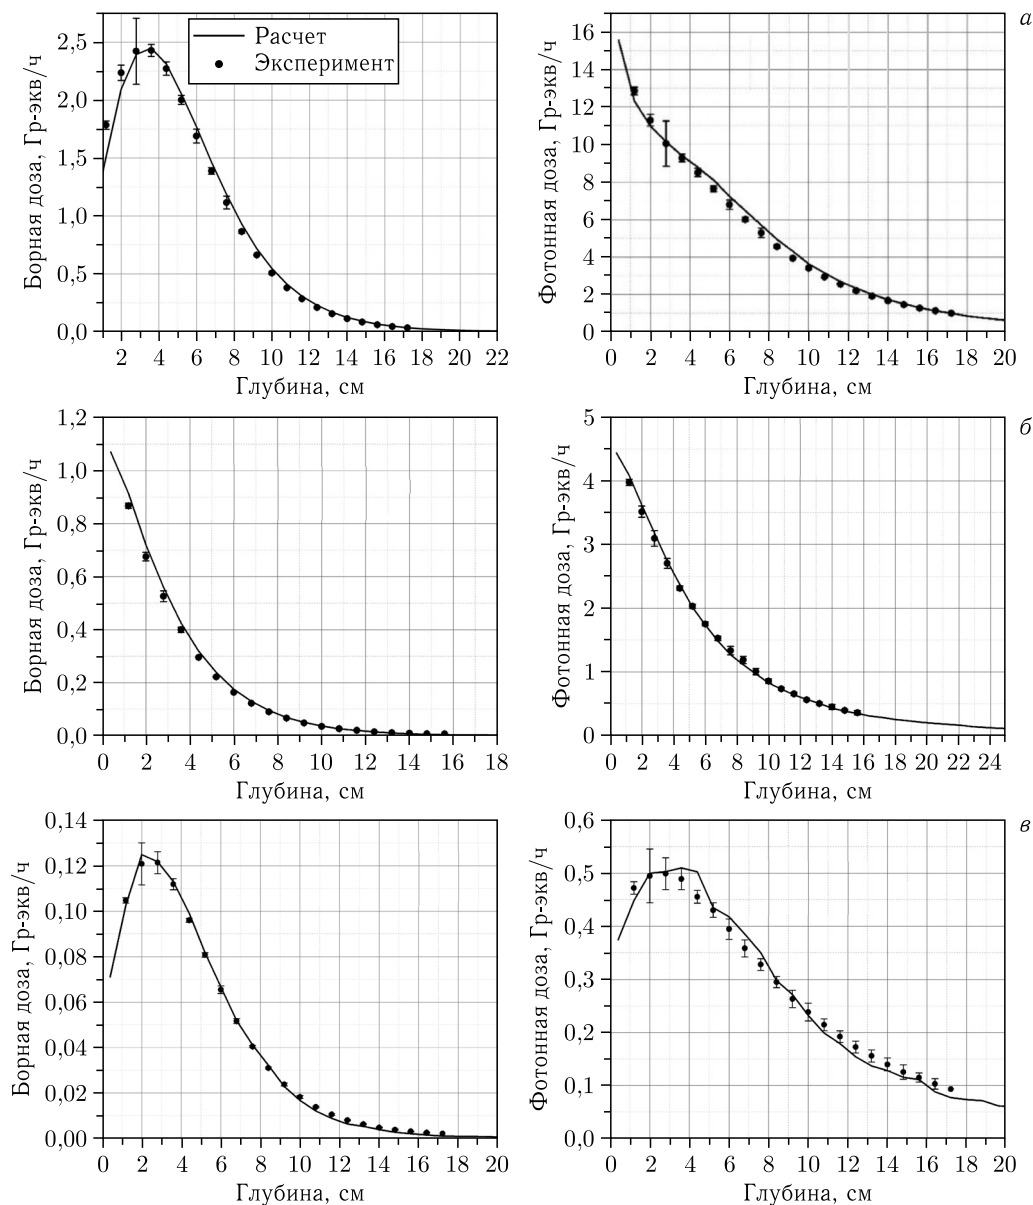 а
Борная доза, Гр-экв/ч
2,5
2,0
1,5
1,0
0,5
0,0
Расчет
Эксперимент
2 4 6 8 10 12 14 16 18 20 22
Глубина, см
Фотонная доза, Гр-экв/ч
16
14
12
10
8
6
4
2
0
0 2 4 6 8 10 12 14 16 18 20
Глубина, см
б
Борная доза, Гр-экв/ч
1,2
1,0
0,8
0,6
0,4
0,2
0,0
0 2 4 6 8 10 12 14 16 18
Глубина, см
Фотонная доза, Гр-экв/ч
5
4
3
2
1
0
0 2 4 6 8 10 12 14 16 18 20 22 24
Глубина, см
в
Борная доза, Гр-экв/ч
0,14
0,12
0,10
0,08
0,06
0,04
0,02
0,00
0 2 4 6 8 10 12 14 16 18 20
Глубина, см
Фотонная доза, Гр-экв/ч
0,6
0,5
0,4
0,3
0,2
0,1
0,0
0 2 4 6 8 10 12 14 16 18 20
Глубина, см